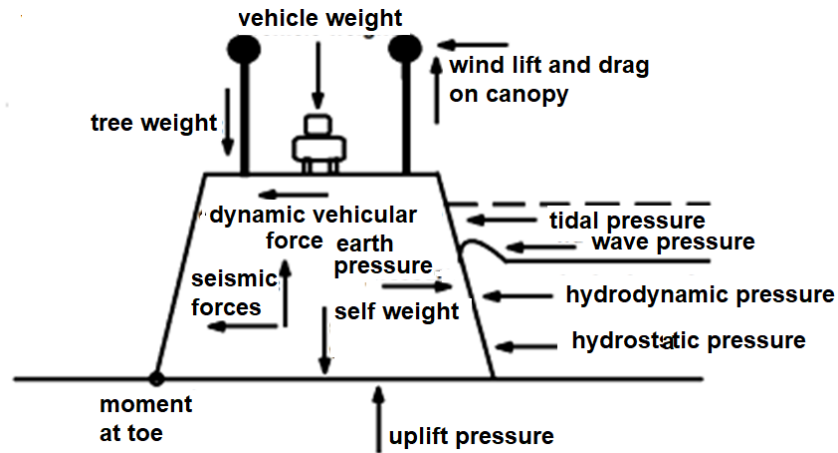 vehicle weight
wind lift and drag
on canopy
tree weight
dynamic vehicular
force
earth
pressure
tidal pressure
wave pressure
seismic
forces
self weight
hydrodynamic pressure
hydrostatic pressure
moment
at toe
uplift pressure